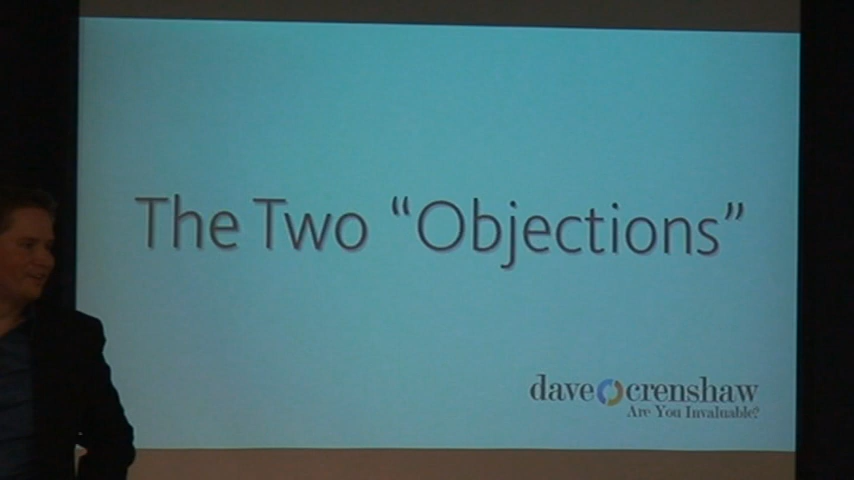 The Two “Objections”
dave crenshaw
Are You Invaluable?